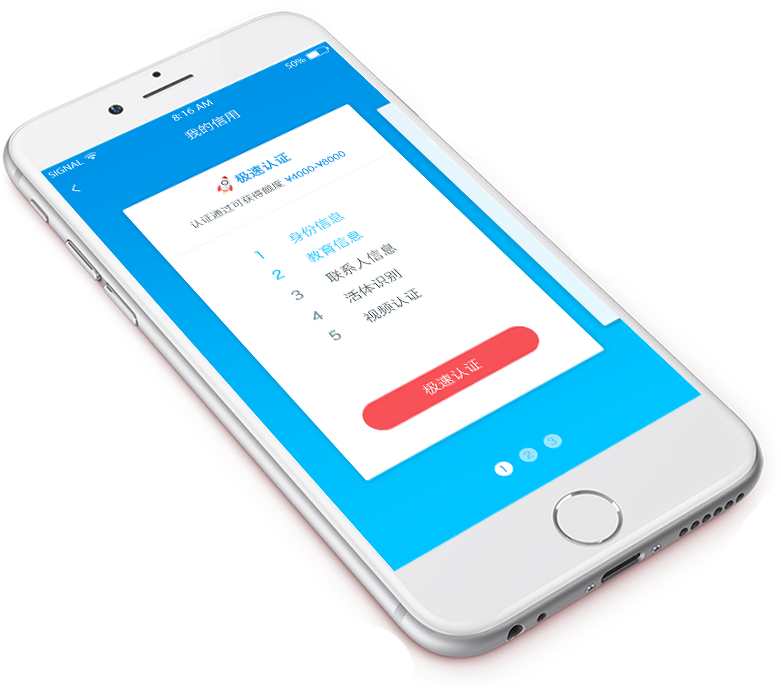 SiGNAL 8:16 AM 50%
我的信用
极速认证
认证通过可获得额度 ¥4000-¥8000
1 身份信息
2 教育信息
3 联系人信息
4 活体识别
5 视频认证
极速认证
1 2 3